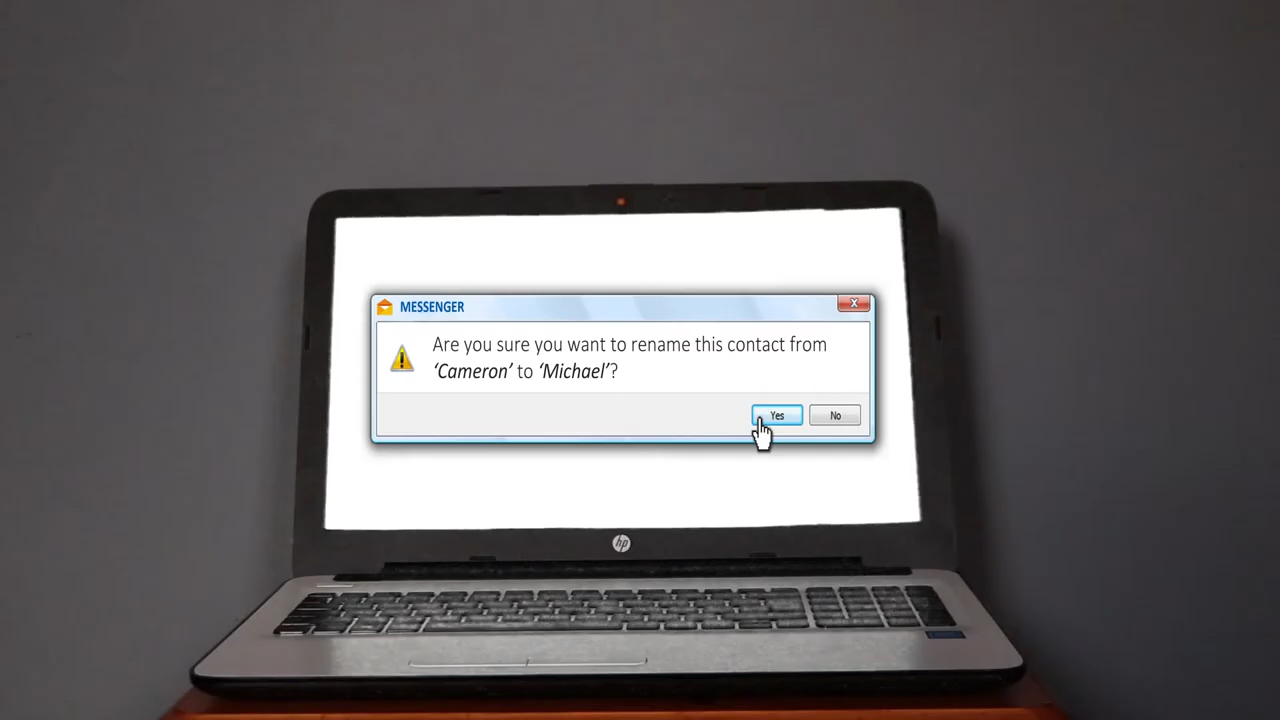 MESSENGER
Are you sure you want to rename this contact from
‘Cameron’ to ‘Michael’?
Yes
No
hp